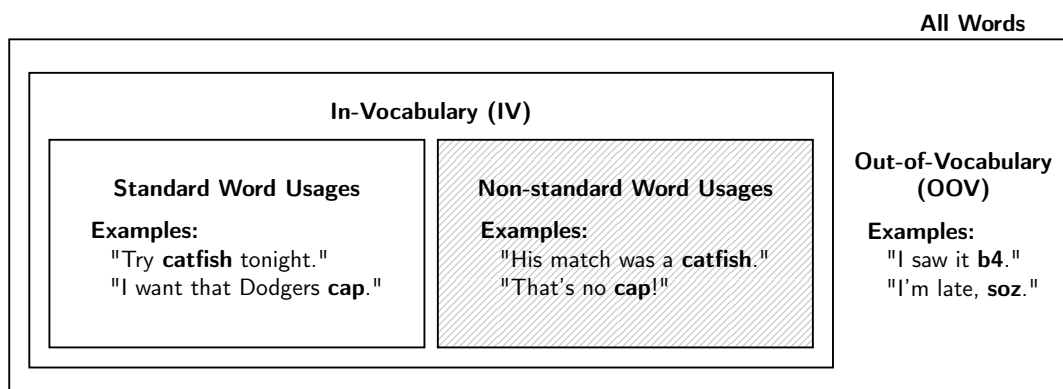 All Words
In-Vocabulary (IV)
Standard Word Usages
Examples:
"Try catfish tonight."
"I want that Dodgers cap."
Non-standard Word Usages
Examples:
"His match was a catfish."
"That's no cap!"
Out-of-Vocabulary
(OOV)
Examples:
"I saw it b4."
"I'm late, soz."